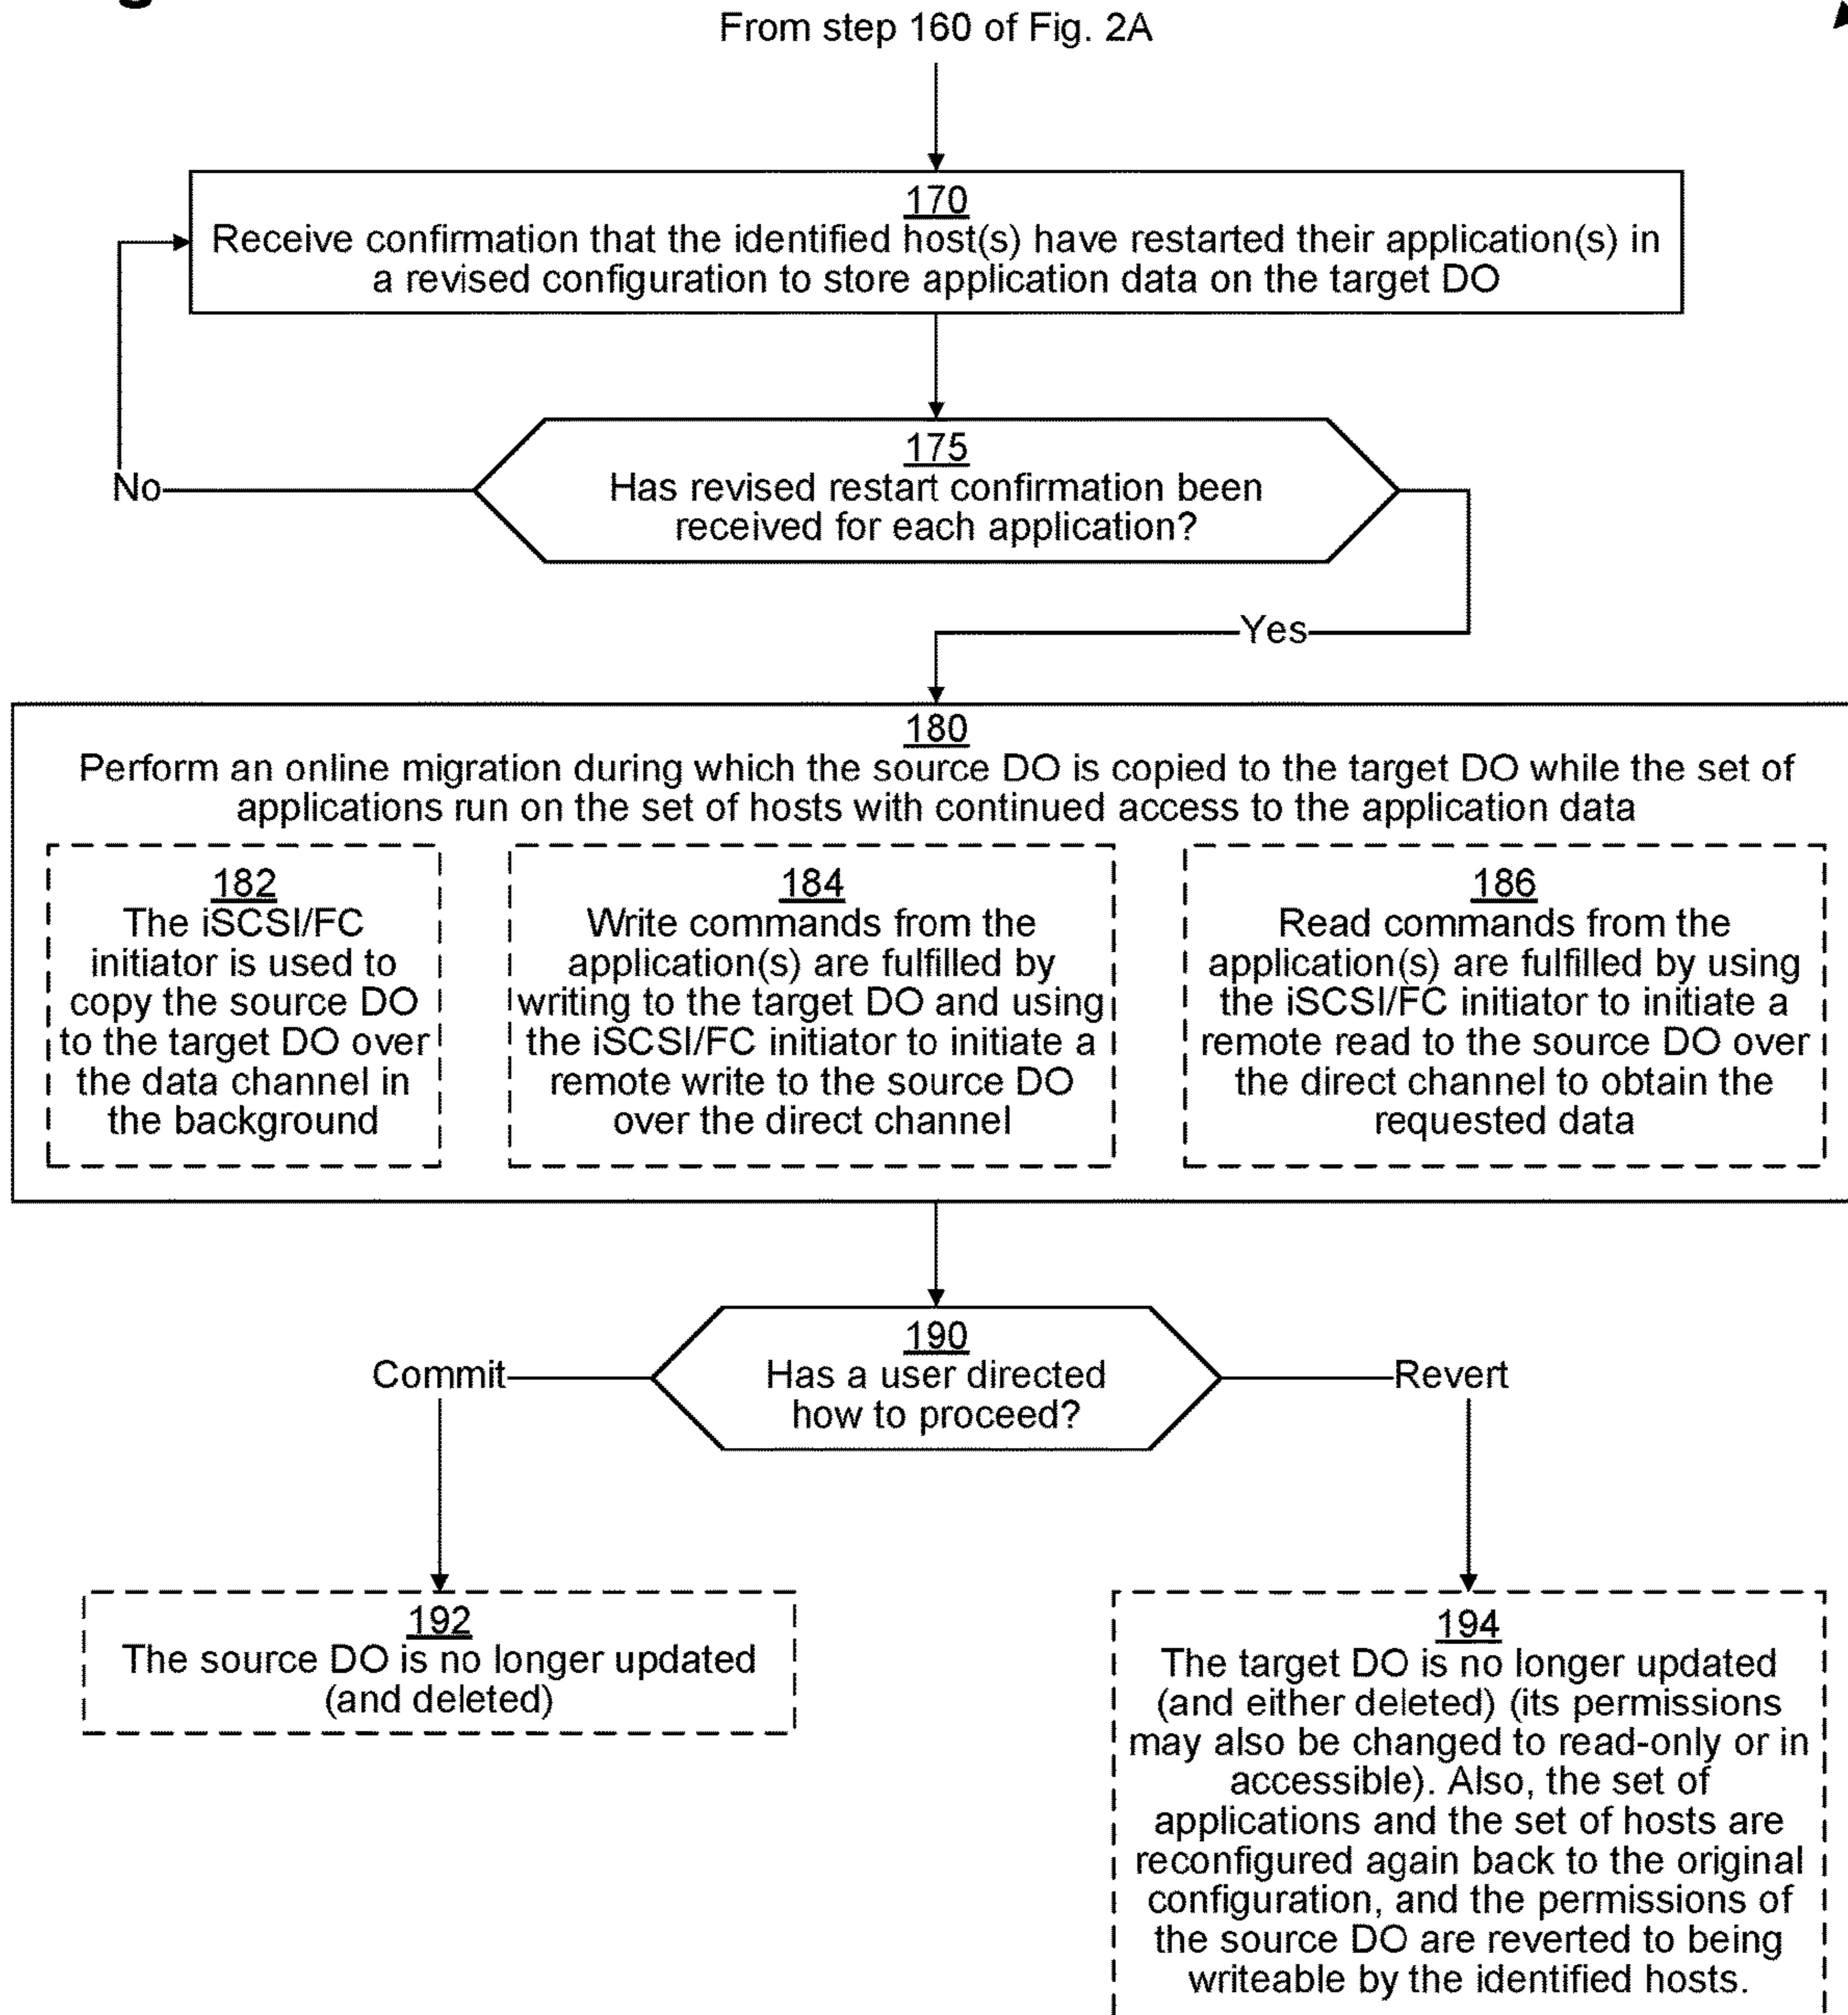 From step 160 of Fig. 2A
170
Receive confirmation that the identified host(s) have restarted their application(s) in
a revised configuration to store application data on the target DO
175
Has revised restart confirmation been
received for each application?
No
Yes
180
Perform an online migration during which the source DO is copied to the target DO while the set of
applications run on the set of hosts with continued access to the application data
182
The iSCSI/FC
initiator is used to
copy the source DO
to the target DO over
the data channel in
the background
184
Write commands from the
application(s) are fulfilled by
writing to the target DO and using
the iSCSI/FC initiator to initiate a
remote write to the source DO
over the direct channel
186
Read commands from the
application(s) are fulfilled by using
the iSCSI/FC initiator to initiate a
remote read to the source DO over
the direct channel to obtain the
requested data
190
Has a user directed
how to proceed?
Commit
Revert
192
The source DO is no longer updated
(and deleted)
194
The target DO is no longer updated
(and either deleted) (its permissions
may also be changed to read-only or in
accessible). Also, the set of
applications and the set of hosts are
reconfigured again back to the original
configuration, and the permissions of
the source DO are reverted to being
writeable by the identified hosts.